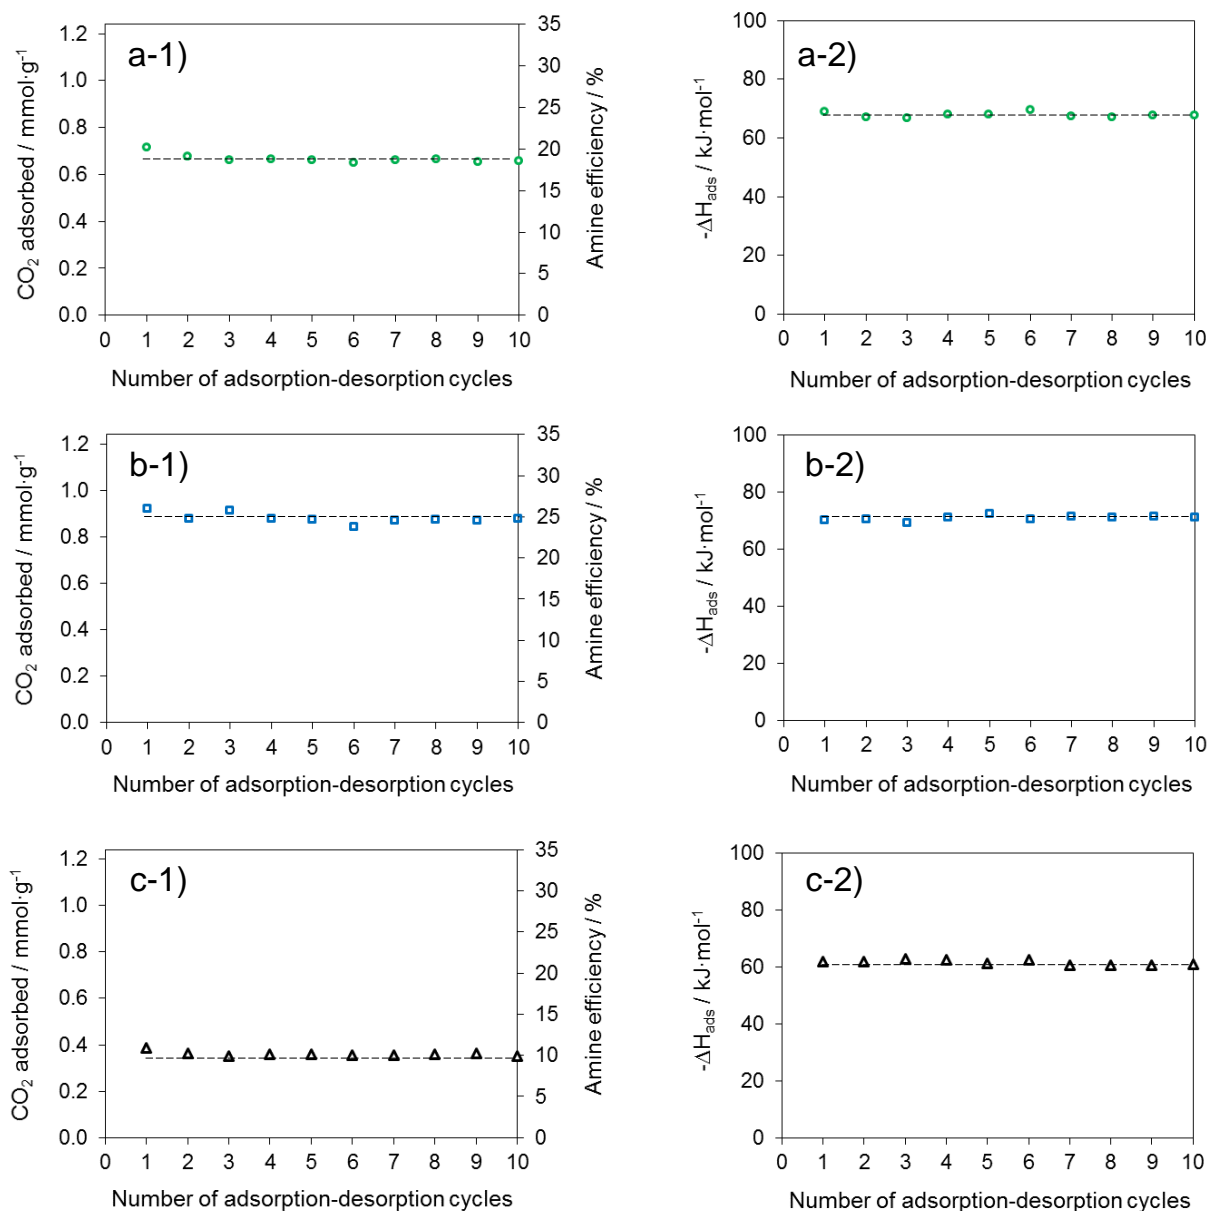 a-1)
CO₂ adsorbed / mmol·g⁻¹
1.2
1.0
0.8
0.6
0.4
0.2
0.0
35
30
25
20
15
10
5
0
Amine efficiency / %
0 1 2 3 4 5 6 7 8 9 10
Number of adsorption-desorption cycles
a-2)
-ΔHads / kJ·mol⁻¹
100
80
60
40
20
0
0 1 2 3 4 5 6 7 8 9 10
Number of adsorption-desorption cycles
b-1)
CO₂ adsorbed / mmol·g⁻¹
1.2
1.0
0.8
0.6
0.4
0.2
0.0
35
30
25
20
15
10
5
0
Amine efficiency / %
0 1 2 3 4 5 6 7 8 9 10
Number of adsorption-desorption cycles
b-2)
-ΔHads / kJ·mol⁻¹
100
80
60
40
20
0
0 1 2 3 4 5 6 7 8 9 10
Number of adsorption-desorption cycles
c-1)
CO₂ adsorbed / mmol·g⁻¹
1.2
1.0
0.8
0.6
0.4
0.2
0.0
35
30
25
20
15
10
5
0
Amine efficiency / %
0 1 2 3 4 5 6 7 8 9 10
Number of adsorption-desorption cycles
c-2)
-ΔHads / kJ·mol⁻¹
100
80
60
40
20
0
0 1 2 3 4 5 6 7 8 9 10
Number of adsorption-desorption cycles